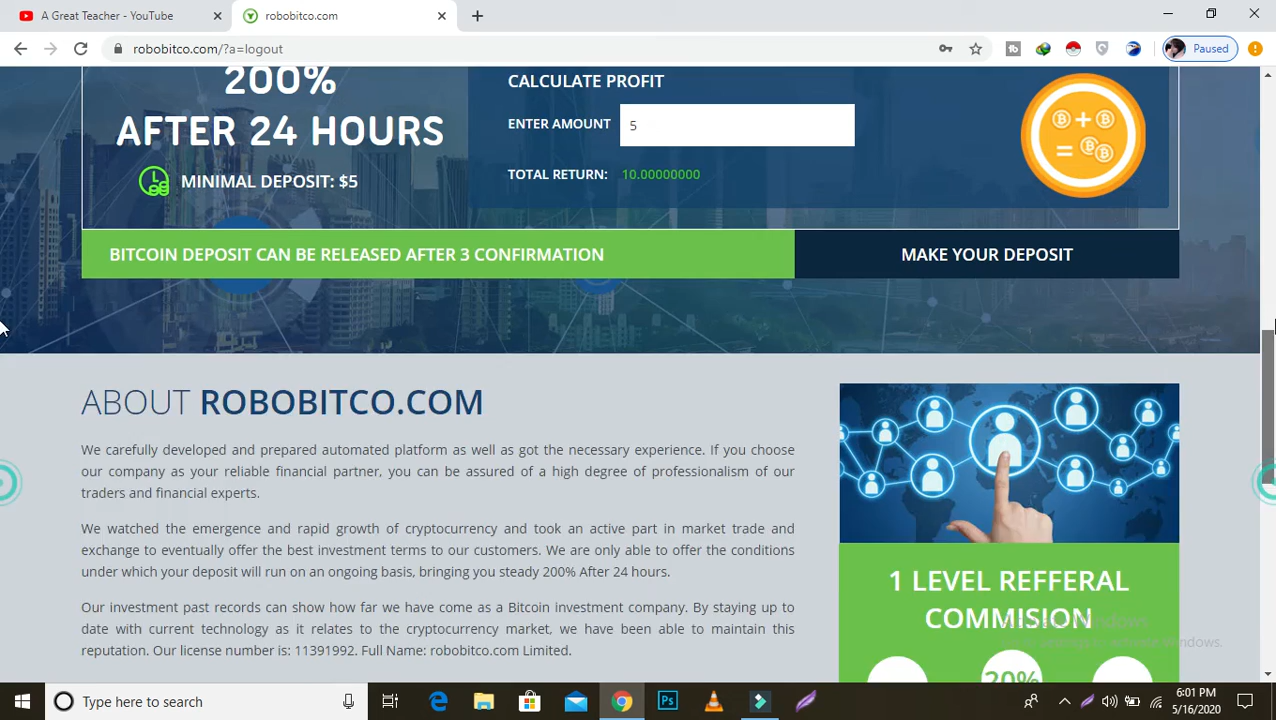 A Great Teacher - YouTube
robobitco.com
robobitco.com/?a=logout
Paused
200%
AFTER 24 HOURS
MINIMAL DEPOSIT: $5
CALCULATE PROFIT
ENTER AMOUNT 5
TOTAL RETURN: 10.00000000
BITCOIN DEPOSIT CAN BE RELEASED AFTER 3 CONFIRMATION
MAKE YOUR DEPOSIT
ABOUT ROBOBITCO.COM
We carefully developed and prepared automated platform as well as got the necessary experience. If you choose
our company as your reliable financial partner, you can be assured of a high degree of professionalism of our
traders and financial experts.
We watched the emergence and rapid growth of cryptocurrency and took an active part in market trade and
exchange to eventually offer the best investment terms to our customers. We are only able to offer the conditions
under which your deposit will run on an ongoing basis, bringing you steady 200% After 24 hours.
Our investment past records can show how far we have come as a Bitcoin investment company. By staying up to
date with current technology as it relates to the cryptocurrency market, we have been able to maintain this
reputation. Our license number is: 11391992. Full Name: robobitco.com Limited.
1 LEVEL REFFERAL
COMMISION
20%
Type here to search
6:01 PM
5/16/2020